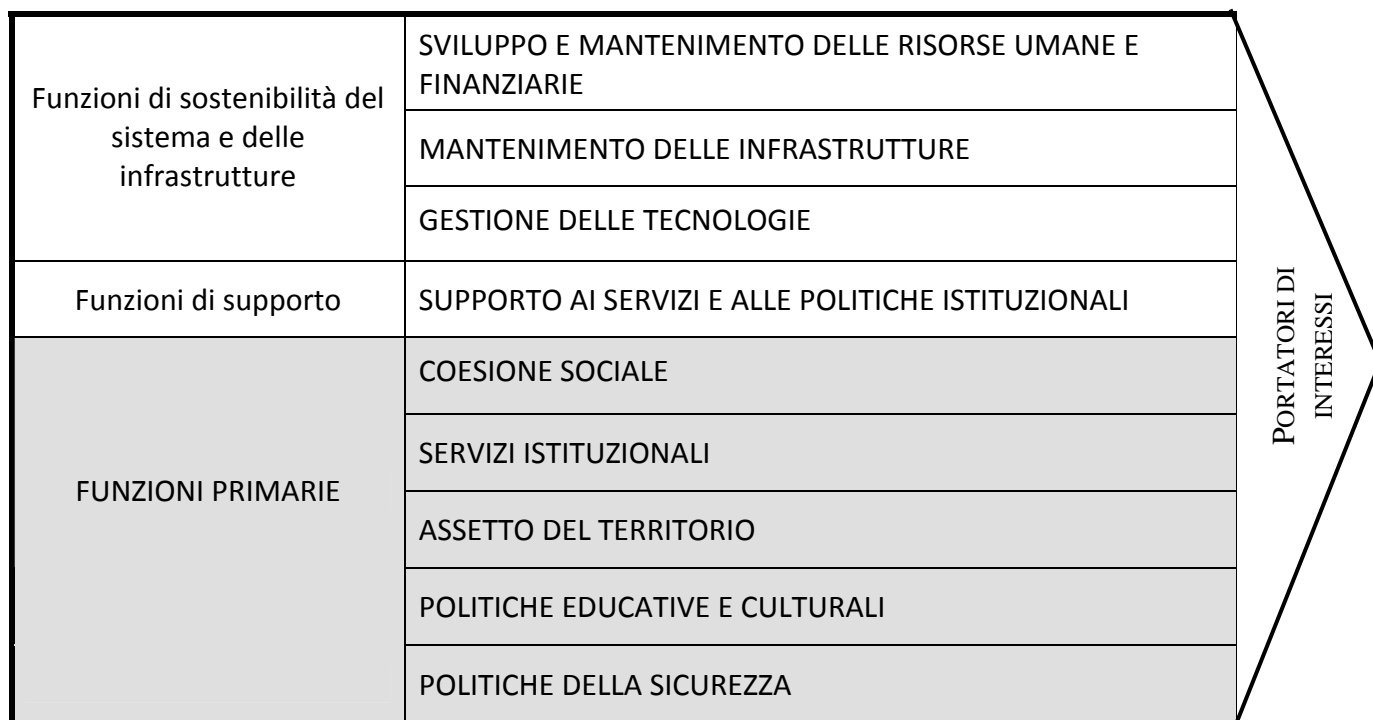 Funzioni di sostenibilità del
sistema e delle
infrastrutture
SVILUPPO E MANTENIMENTO DELLE RISORSE UMANE E
FINANZIARIE
MANTENIMENTO DELLE INFRASTRUTTURE
GESTIONE DELLE TECNOLOGIE
Funzioni di supporto
SUPPORTO AI SERVIZI E ALLE POLITICHE ISTITUZIONALI
FUNZIONI PRIMARIE
COESIONE SOCIALE
SERVIZI ISTITUZIONALI
ASSETTO DEL TERRITORIO
POLITICHE EDUCATIVE E CULTURALI
POLITICHE DELLA SICUREZZA
PORTATORI DI
INTERESSI